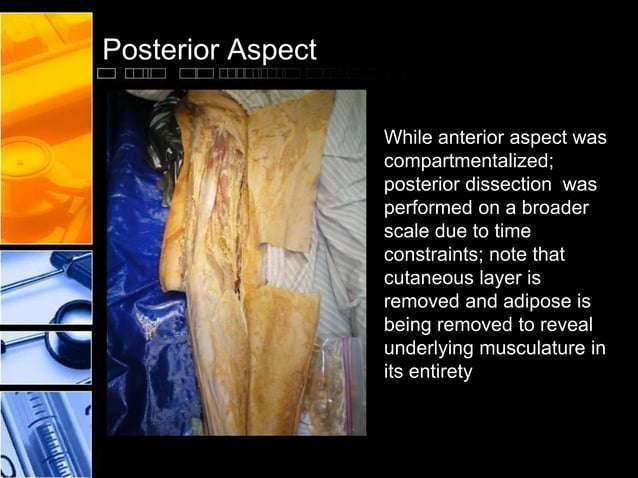 Posterior Aspect
While anterior aspect was
compartmentalized;
posterior dissection was
performed on a broader
scale due to time
constraints; note that
cutaneous layer is
removed and adipose is
being removed to reveal
underlying musculature in
its entirety